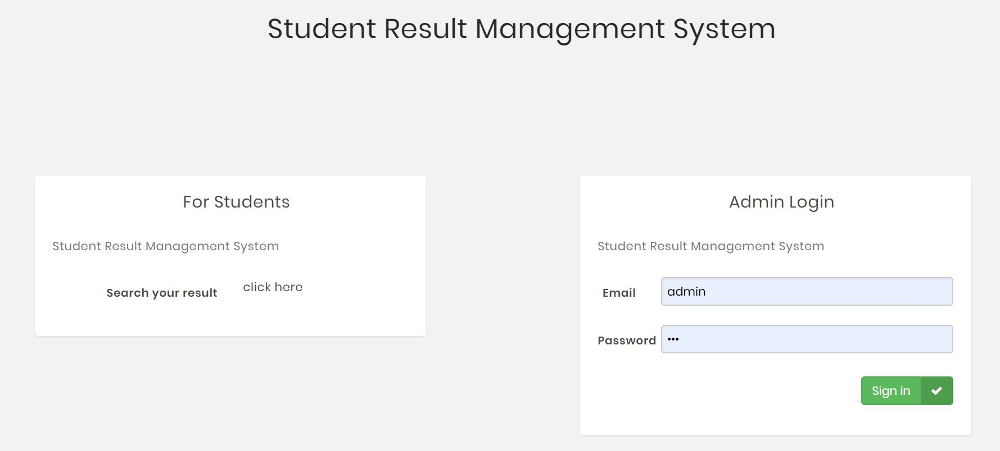 Student Result Management System
For Students
Student Result Management System
Search your result click here
Admin Login
Student Result Management System
Email admin
Password •••
Sign in